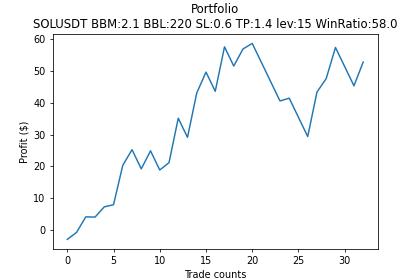 Portfolio
SOLUSDT BBM:2.1 BBL:220 SL:0.6 TP:1.4 lev:15 WinRatio:58.0
60
50
40
30
20
10
0
Profit ($)
0 5 10 15 20 25 30
Trade counts